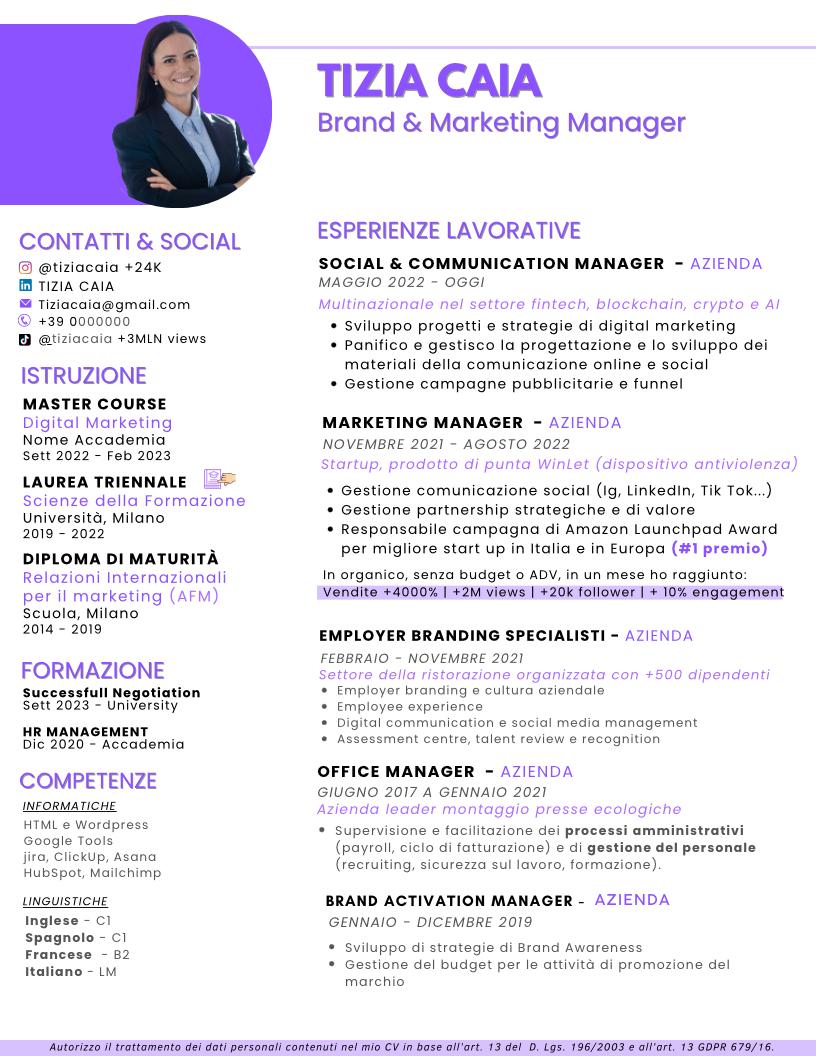 TIZIA CAIA
Brand & Marketing Manager
CONTATTI & SOCIAL
@tiziacaia +24K
TIZIA CAIA
Tiziacaia@gmail.com
+39 0000000
@tiziacaia +3MLN views
ISTRUZIONE
MASTER COURSE
Digital Marketing
Nome Accademia
Sett 2022 - Feb 2023
LAUREA TRIENNALE
Scienze della Formazione
Università, Milano
2019 - 2022
DIPLOMA DI MATURITÀ
Relazioni Internazionali
per il marketing (AFM)
Scuola, Milano
2014 - 2019
FORMAZIONE
Successfull Negotiation
Sett 2023 - University
HR MANAGEMENT
Dic 2020 - Accademia
COMPETENZE
INFORMATICHE
HTML e Wordpress
Google Tools
jira, ClickUp, Asana
HubSpot, Mailchimp
LINGUISTICHE
Inglese - C1
Spagnolo - C1
Francese - B2
Italiano - LM
ESPERIENZE LAVORATIVE
SOCIAL & COMMUNICATION MANAGER - AZIENDA
MAGGIO 2022 - OGGI
Multinazionale nel settore fintech, blockchain, crypto e AI
• Sviluppo progetti e strategie di digital marketing
• Panifico e gestisco la progettazione e lo sviluppo dei
materiali della comunicazione online e social
• Gestione campagne pubblicitarie e funnel
MARKETING MANAGER - AZIENDA
NOVEMBRE 2021 - AGOSTO 2022
Startup, prodotto di punta WinLet (dispositivo antiviolenza)
• Gestione comunicazione social (Ig, LinkedIn, Tik Tok...)
• Gestione partnership strategiche e di valore
• Responsabile campagna di Amazon Launchpad Award
per migliore start up in Italia e in Europa (#1 premio)
In organico, senza budget o ADV, in un mese ho raggiunto:
Vendite +4000% | +2M views | +20k follower | + 10% engagement
EMPLOYER BRANDING SPECIALISTI - AZIENDA
FEBBRAIO - NOVEMBRE 2021
Settore della ristorazione organizzata con +500 dipendenti
• Employer branding e cultura aziendale
• Employee experience
• Digital communication e social media management
• Assessment centre, talent review e recognition
OFFICE MANAGER - AZIENDA
GIUGNO 2017 A GENNAIO 2021
Azienda leader montaggio presse ecologiche
• Supervisione e facilitazione dei processi amministrativi
(payroll, ciclo di fatturazione) e di gestione del personale
(recruiting, sicurezza sul lavoro, formazione).
BRAND ACTIVATION MANAGER - AZIENDA
GENNAIO - DICEMBRE 2019
• Sviluppo di strategie di Brand Awareness
• Gestione del budget per le attività di promozione del
marchio
Autorizzo il trattamento dei dati personali contenuti nel mio CV in base all'art. 13 del D. Lgs. 196/2003 e all'art. 13 GDPR 679/16.